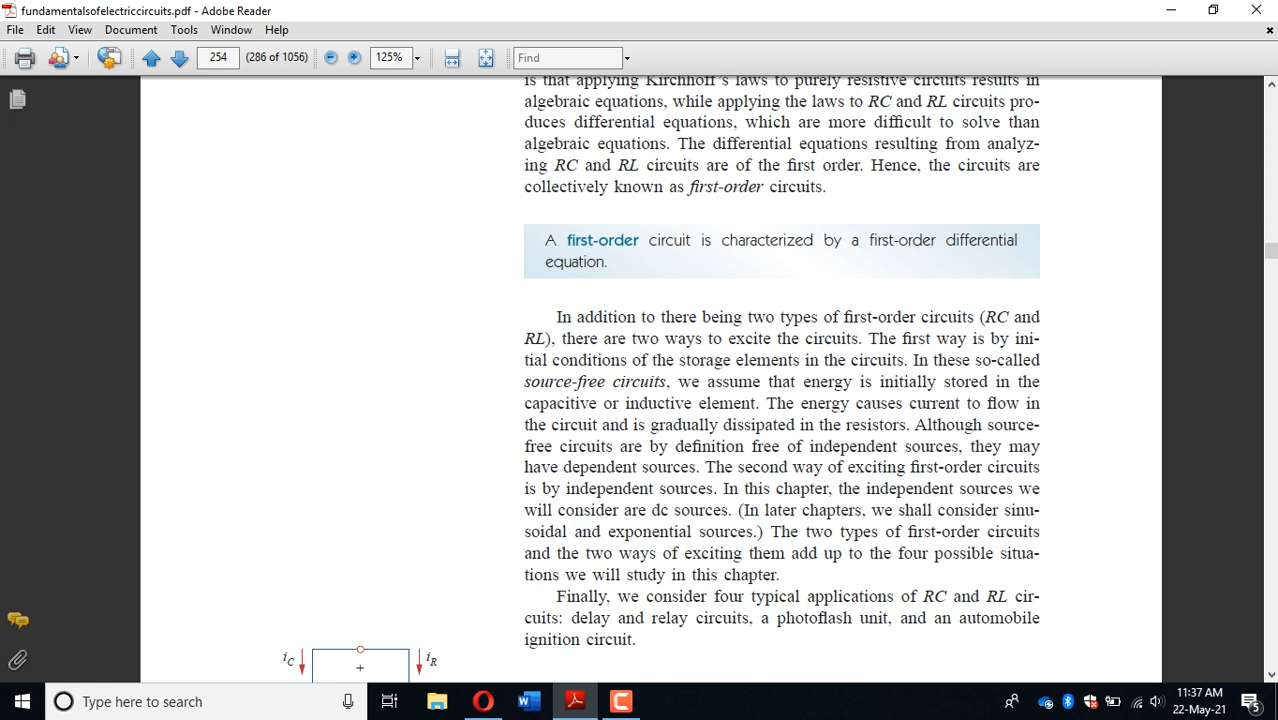 fundamentalsofelectriccircuits.pdf - Adobe Reader
File Edit View Document Tools Window Help
254 (286 of 1056) 125% Find
is that applying Kirchhoff's laws to purely resistive circuits results in
algebraic equations, while applying the laws to RC and RL circuits pro-
duces differential equations, which are more difficult to solve than
algebraic equations. The differential equations resulting from analyz-
ing RC and RL circuits are of the first order. Hence, the circuits are
collectively known as first-order circuits.
A first-order circuit is characterized by a first-order differential
equation.
In addition to there being two types of first-order circuits (RC and
RL), there are two ways to excite the circuits. The first way is by ini-
tial conditions of the storage elements in the circuits. In these so-called
source-free circuits, we assume that energy is initially stored in the
capacitive or inductive element. The energy causes current to flow in
the circuit and is gradually dissipated in the resistors. Although source-
free circuits are by definition free of independent sources, they may
have dependent sources. The second way of exciting first-order circuits
is by independent sources. In this chapter, the independent sources we
will consider are dc sources. (In later chapters, we shall consider sinu-
soidal and exponential sources.) The two types of first-order circuits
and the two ways of exciting them add up to the four possible situa-
tions we will study in this chapter.
Finally, we consider four typical applications of RC and RL cir-
cuits: delay and relay circuits, a photoflash unit, and an automobile
ignition circuit.
iC + iR
Type here to search
11:37 AM
22-May-21
5